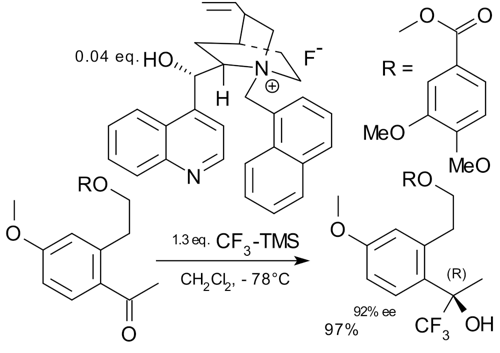 0.04 eq.
HO
H
N
⊕
F⁻
N
O
O
R =
MeO
MeO
RO
O
O
1.3 eq. CF₃-TMS
CH₂Cl₂, - 78°C
RO
O
(R)
92% ee
97%
CF₃
OH